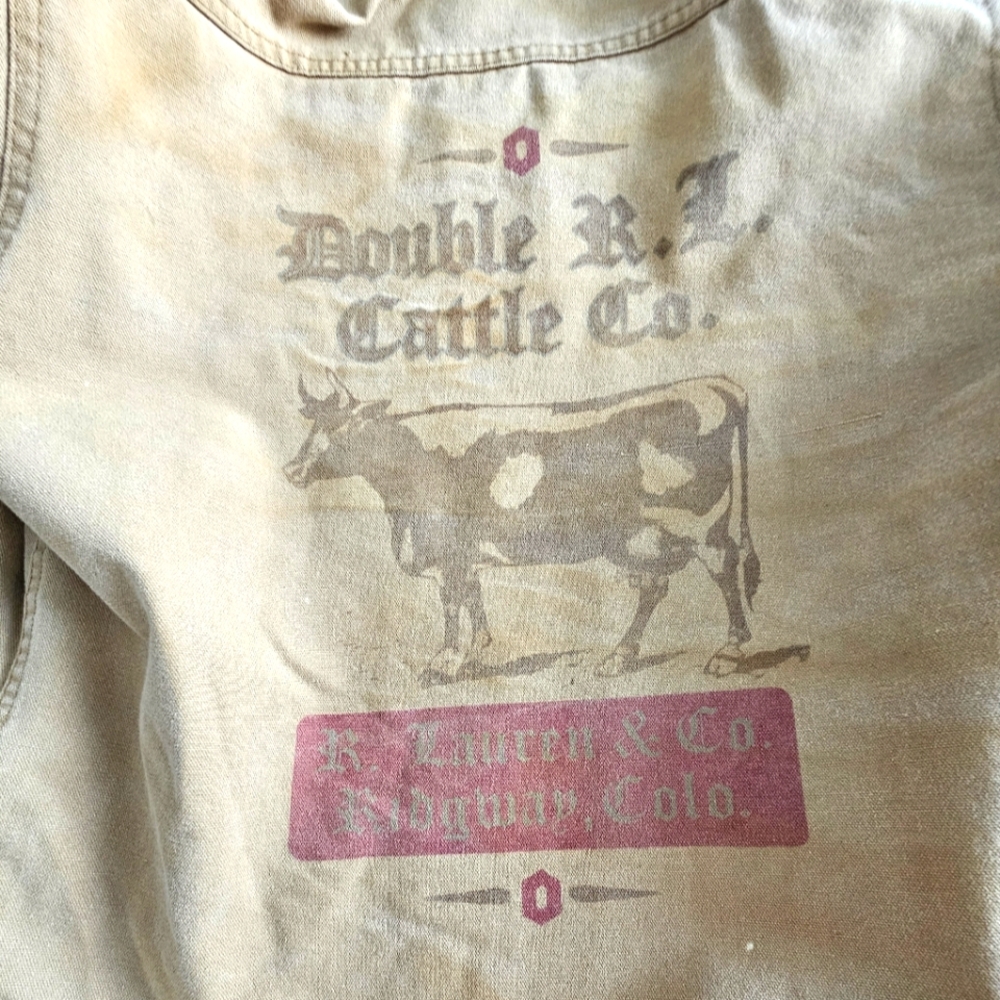 Double R.L.
Cattle Co.
R. Lauren & Co.
Ridgway, Colo.